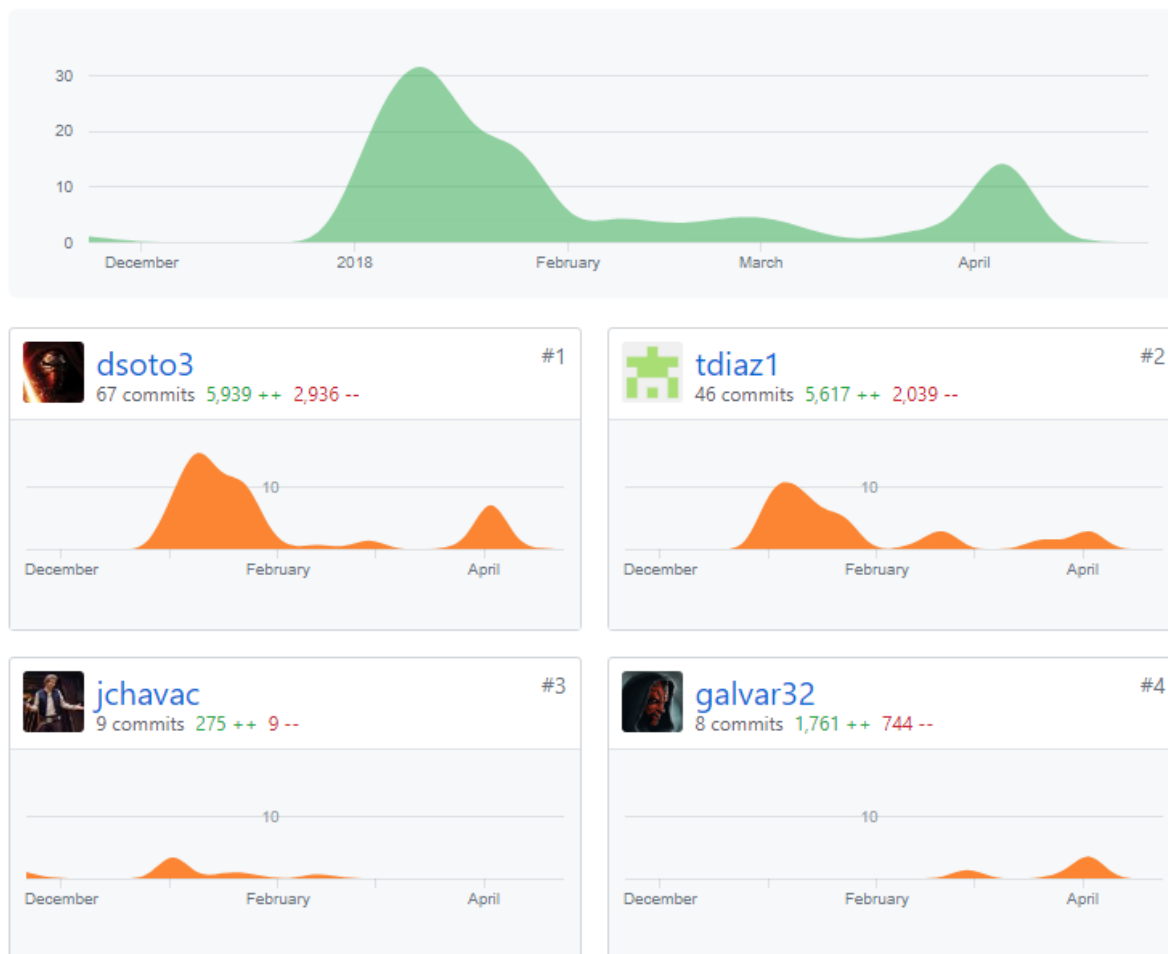 30
20
10
0
December 2018 February March April
dsoto3 #1
67 commits 5,939 ++ 2,936 --
10
December February April
tdiaz1 #2
46 commits 5,617 ++ 2,039 --
10
December February April
jchavac #3
9 commits 275 ++ 9 --
10
December February April
galvar32 #4
8 commits 1,761 ++ 744 --
10
December February April